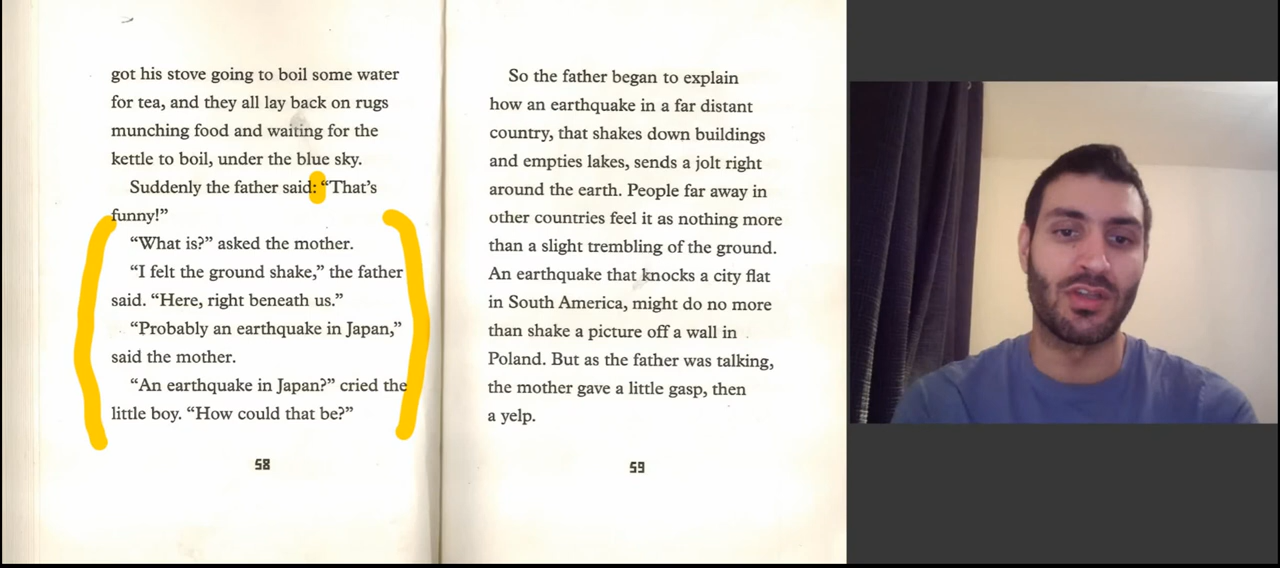 got his stove going to boil some water
for tea, and they all lay back on rugs
munching food and waiting for the
kettle to boil, under the blue sky.
Suddenly the father said: “That’s
funny!”
“What is?” asked the mother.
“I felt the ground shake,” the father
said. “Here, right beneath us.”
“Probably an earthquake in Japan,”
said the mother.
“An earthquake in Japan?” cried the
little boy. “How could that be?”
58
So the father began to explain
how an earthquake in a far distant
country, that shakes down buildings
and empties lakes, sends a jolt right
around the earth. People far away in
other countries feel it as nothing more
than a slight trembling of the ground.
An earthquake that knocks a city flat
in South America, might do no more
than shake a picture off a wall in
Poland. But as the father was talking,
the mother gave a little gasp, then
a yelp.
59